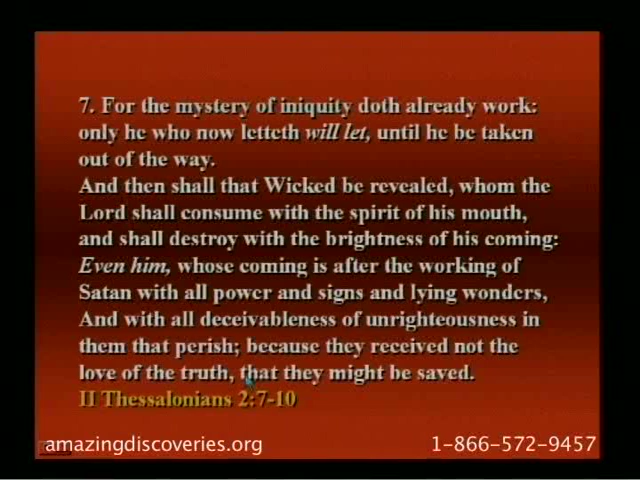 7. For the mystery of iniquity doth already work:
only he who now letteth will let, until he be taken
out of the way.
And then shall that Wicked be revealed, whom the
Lord shall consume with the spirit of his mouth,
and shall destroy with the brightness of his coming:
Even him, whose coming is after the working of
Satan with all power and signs and lying wonders,
And with all deceivableness of unrighteousness in
them that perish; because they received not the
love of the truth, that they might be saved.
II Thessalonians 2:7-10
amazingdiscoveries.org
1-866-572-9457